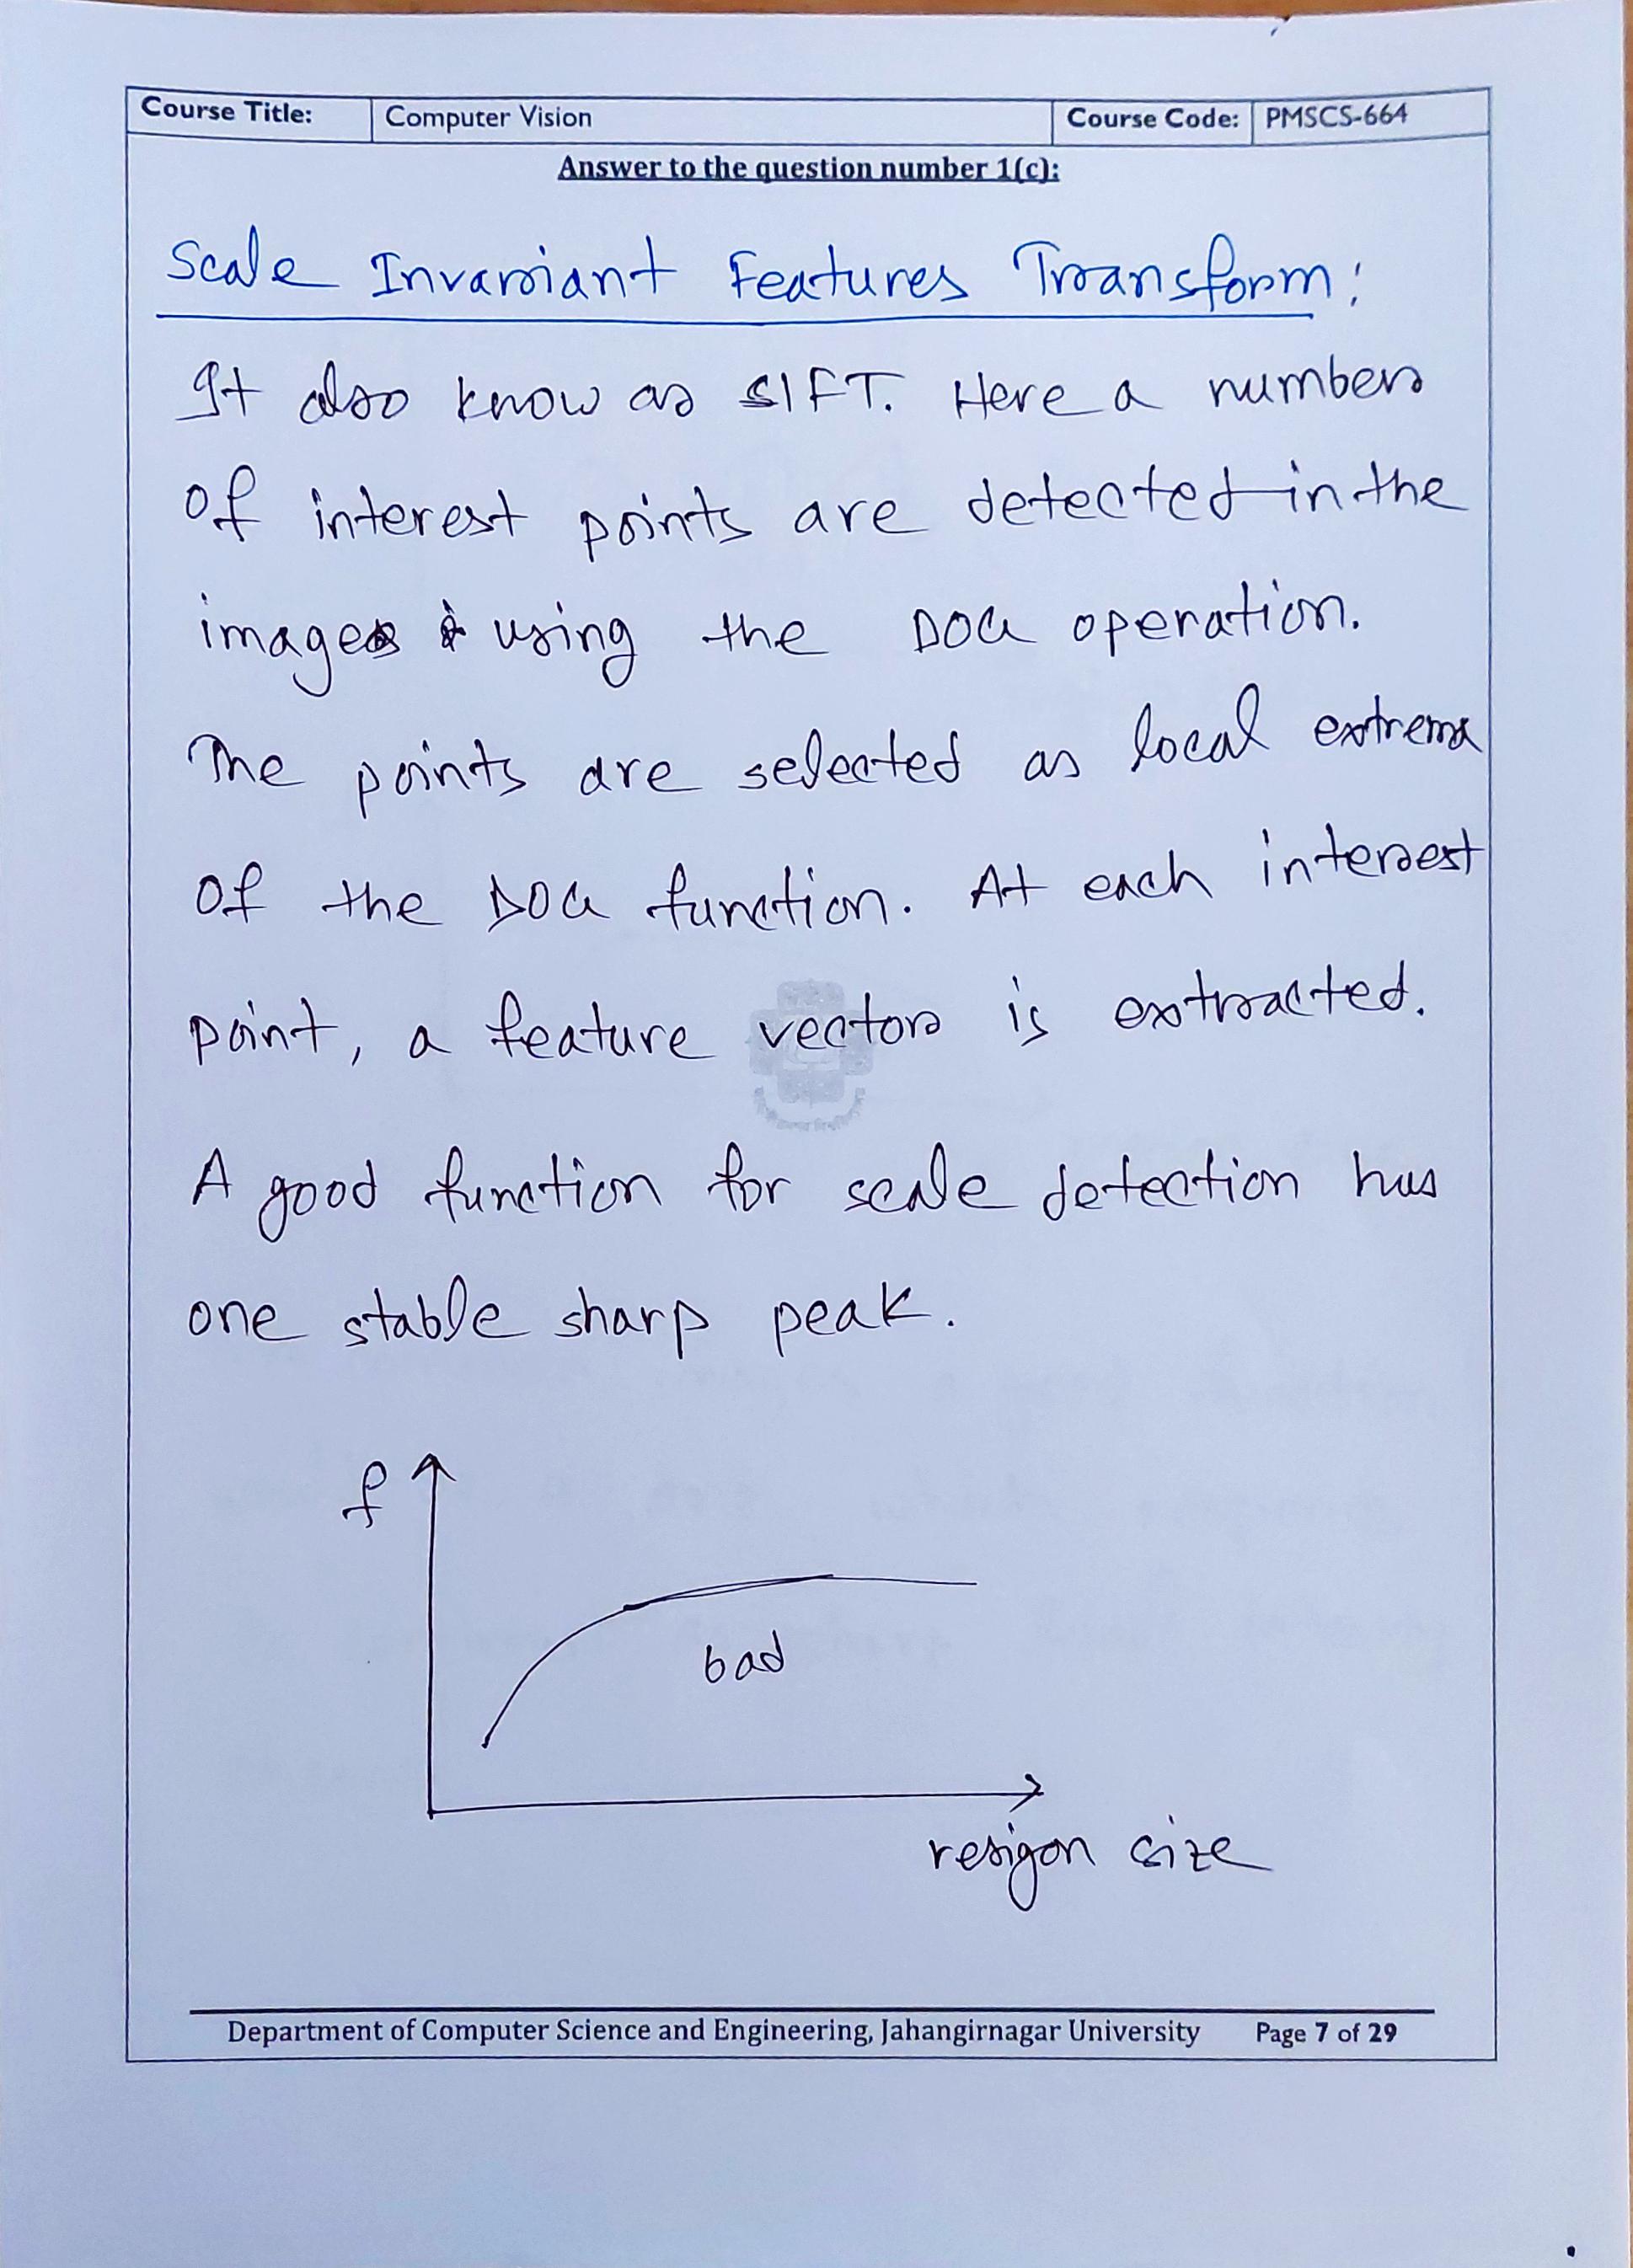 Course Title: Computer Vision Course Code: PMSCS-664
Answer to the question number 1(c):
Scale Invariant Features Transform:
It also know as SIFT. Here a number
of interest points are detected in the
images using the DOG operation.
The points are selected as local extrema
of the DOG function. At each interest
point, a feature vector is extracted.
A good function for scale detection has
one stable sharp peak.
f
bad
resigon size
Department of Computer Science and Engineering, Jahangirnagar University Page 7 of 29